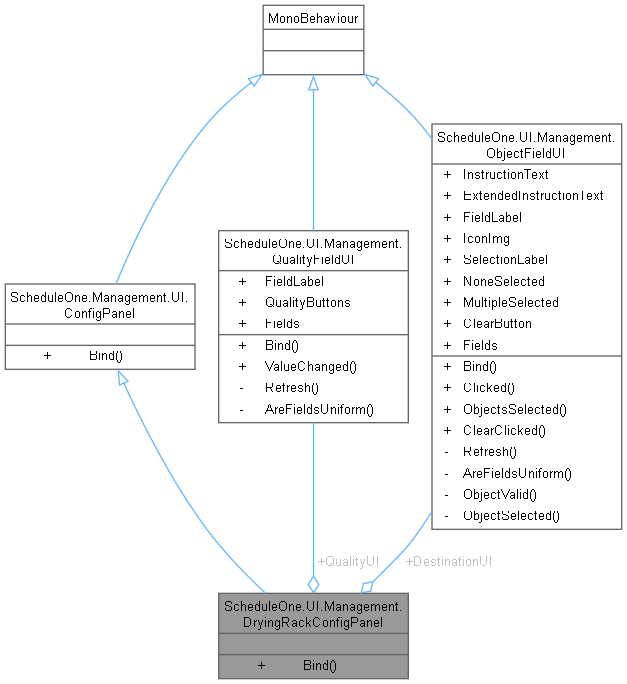 MonoBehaviour
ScheduleOne.UI.Management.
ObjectFieldUI
+ InstructionText
+ ExtendedInstructionText
+ FieldLabel
+ IconImg
+ SelectionLabel
+ NoneSelected
+ MultipleSelected
+ ClearButton
+ Fields
+ Bind()
+ Clicked()
+ ObjectsSelected()
+ ClearClicked()
- Refresh()
- AreFieldsUniform()
- ObjectValid()
- ObjectSelected()
ScheduleOne.UI.Management.
QualityFieldUI
+ FieldLabel
+ QualityButtons
+ Fields
+ Bind()
+ ValueChanged()
- Refresh()
- AreFieldsUniform()
ScheduleOne.Management.UI.
ConfigPanel
+ Bind()
+QualityUI
+DestinationUI
ScheduleOne.UI.Management.
DryingRackConfigPanel
+ Bind()